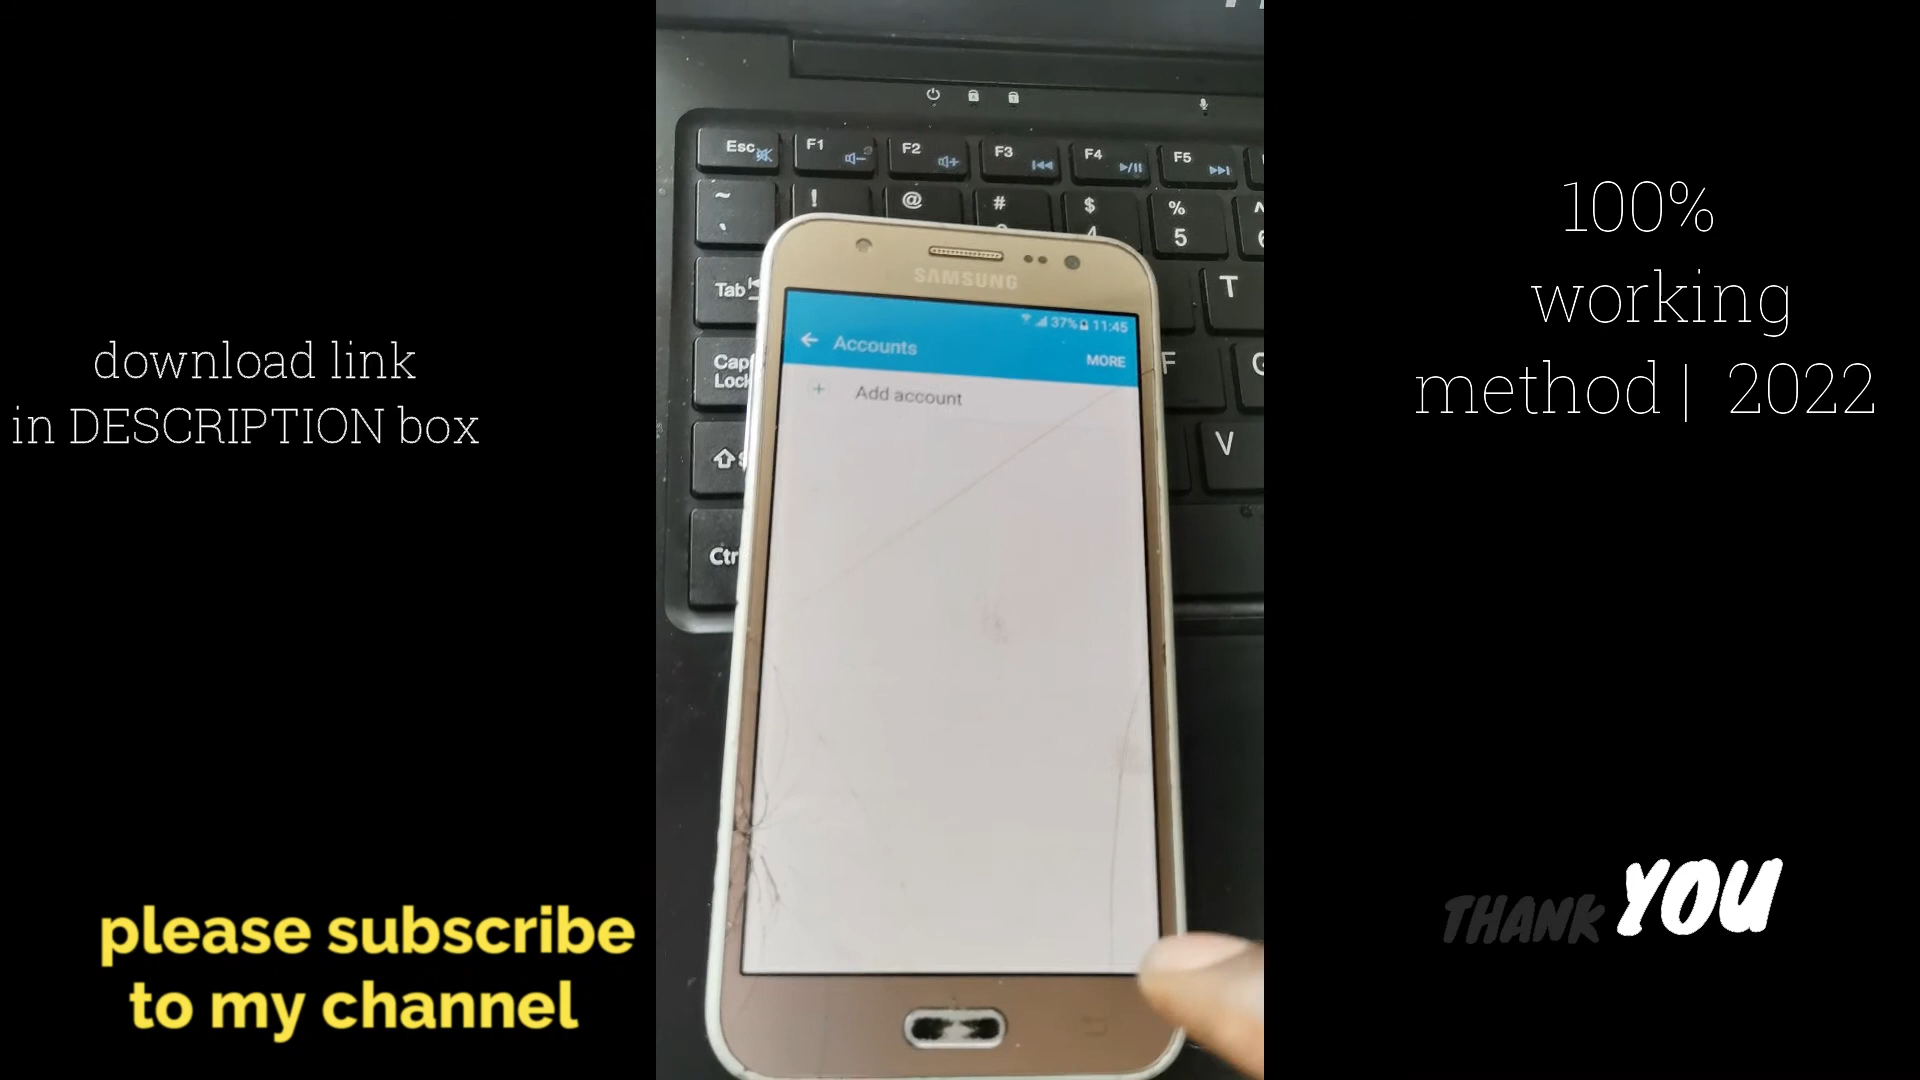 download link
in DESCRIPTION box
please subscribe
to my channel
Esc
F1
F2
F3
F4
F5
~
!
@
#
$
%
5
Tab
T
Caps
Lock
F
V
Ctrl
SAMSUNG
37% 11:45
Accounts
MORE
+ Add account
100%
working
method | 2022
THANK YOU